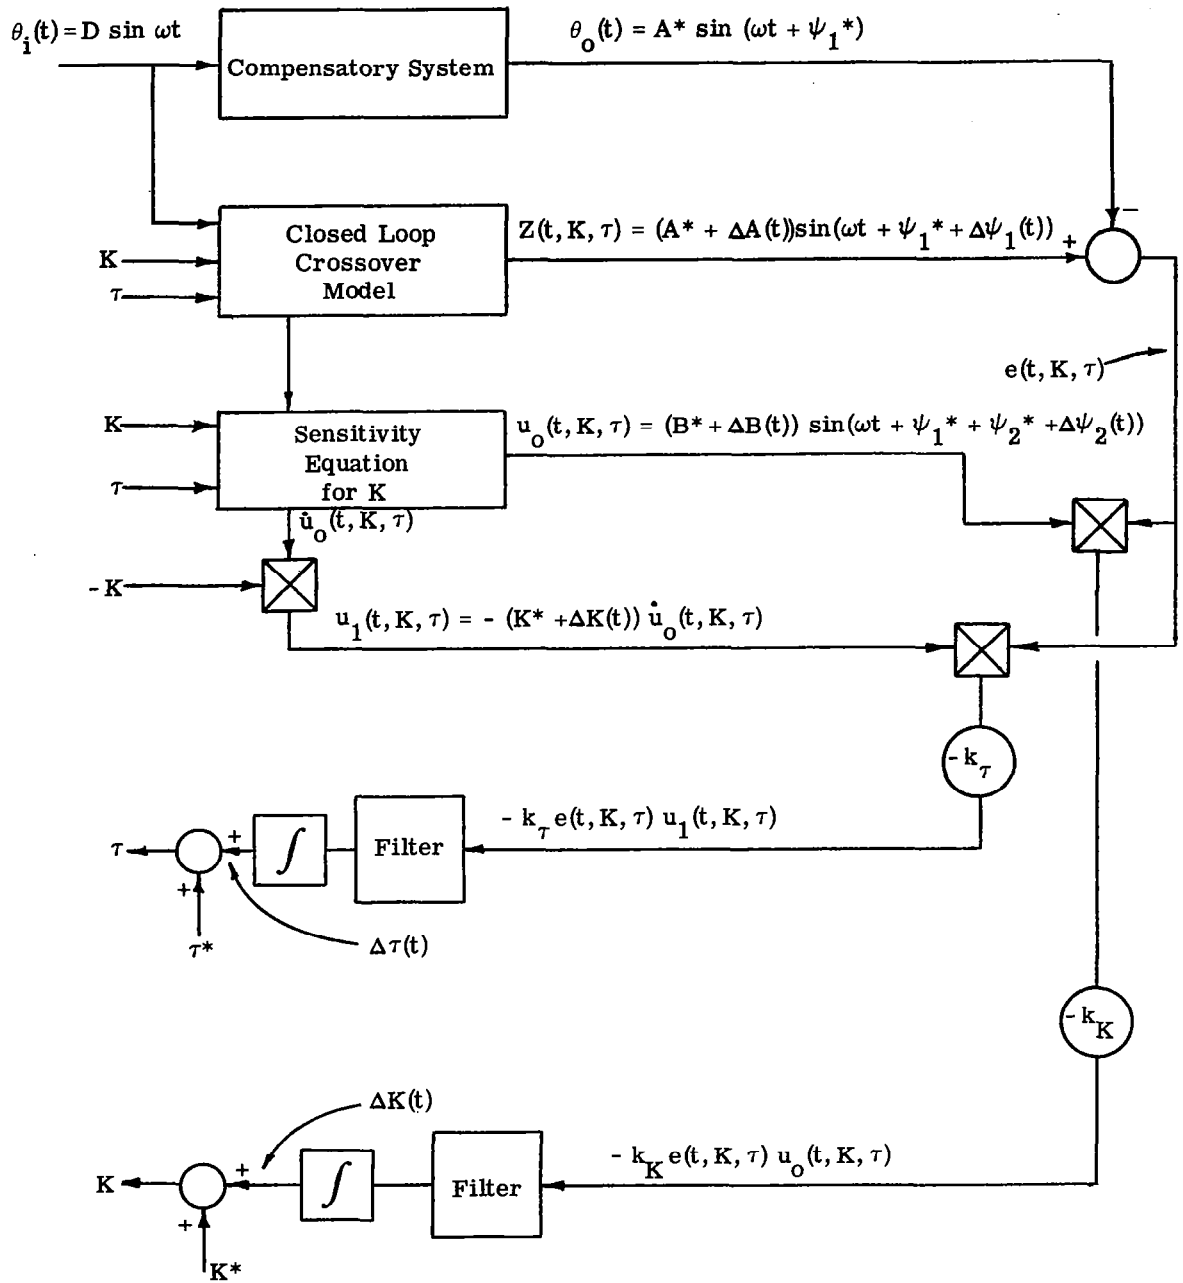 θi(t) = D sin ωt
θo(t) = A* sin (ωt + ψ1*)
Compensatory System
−
Closed Loop
Crossover
Model
K
τ
Z(t, K, τ) = (A* + ΔA(t))sin(ωt + ψ1* + Δψ1(t))
+
e(t, K, τ)
K
τ
Sensitivity
Equation
for K
uo(t, K, τ) = (B* + ΔB(t)) sin(ωt + ψ1* + ψ2* + Δψ2(t))
u̇o(t, K, τ)
- K
u1(t, K, τ) = - (K* + ΔK(t)) u̇o(t, K, τ)
- kτ
- kτ e(t, K, τ) u1(t, K, τ)
Filter
∫
+
τ
+
τ*
Δτ(t)
- kK
ΔK(t)
- kK e(t, K, τ) uo(t, K, τ)
Filter
∫
+
K
+
K*